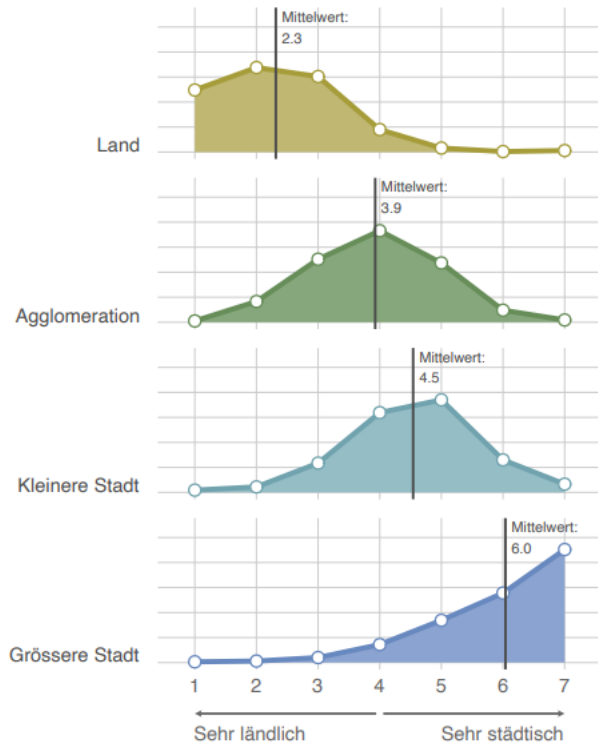 Mittelwert:
2.3
Land
Mittelwert:
3.9
Agglomeration
Mittelwert:
4.5
Kleinere Stadt
Mittelwert:
6.0
Grössere Stadt
1 2 3 4 5 6 7
Sehr ländlich Sehr städtisch